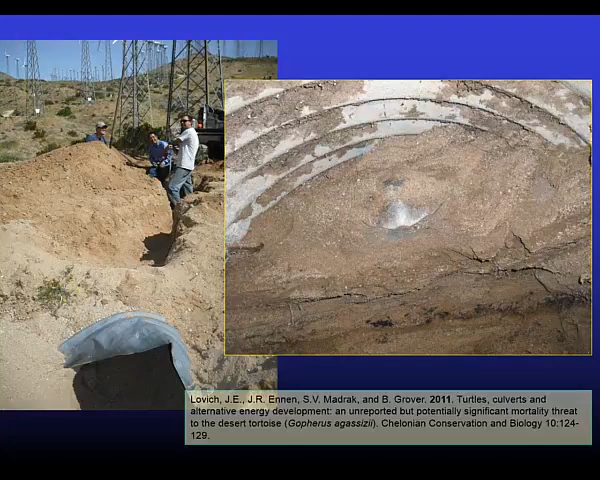 Lovich, J.E., J.R. Ennen, S.V. Madrak, and B. Grover. 2011. Turtles, culverts and
alternative energy development: an unreported but potentially significant mortality threat
to the desert tortoise (Gopherus agassizii). Chelonian Conservation and Biology 10:124-
129.